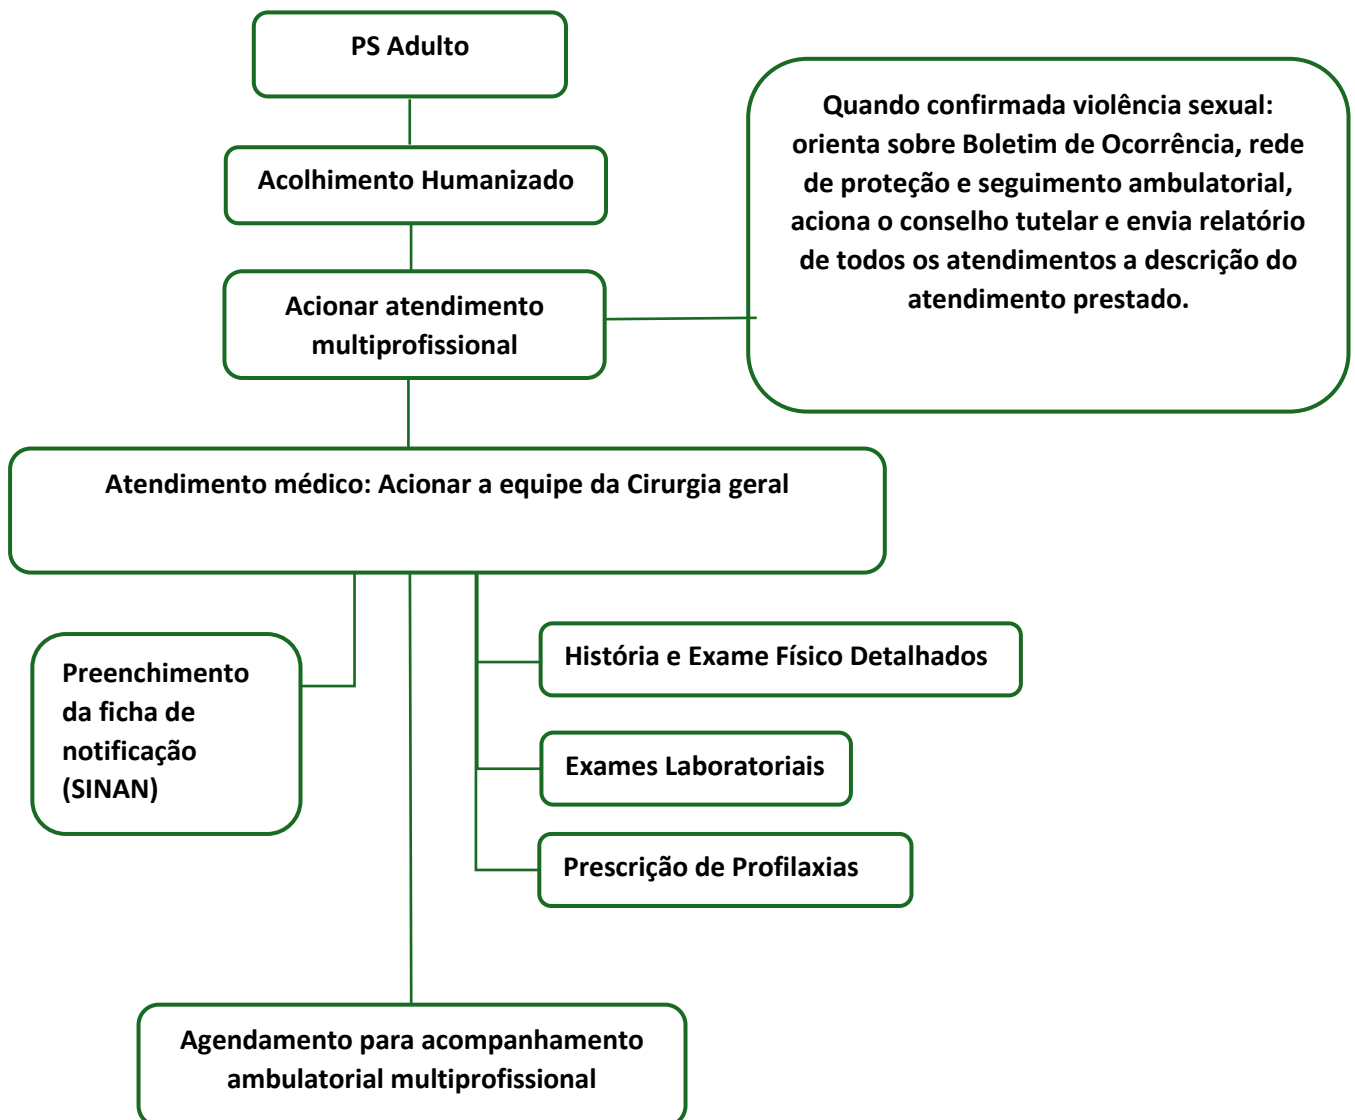 PS Adulto
Quando confirmada violência sexual:
orienta sobre Boletim de Ocorrência, rede
de proteção e seguimento ambulatorial,
aciona o conselho tutelar e envia relatório
de todos os atendimentos a descrição do
atendimento prestado.
Acolhimento Humanizado
Acionar atendimento
multiprofissional
Atendimento médico: Acionar a equipe da Cirurgia geral
Preenchimento
da ficha de
notificação
(SINAN)
História e Exame Físico Detalhados
Exames Laboratoriais
Prescrição de Profilaxias
Agendamento para acompanhamento
ambulatorial multiprofissional